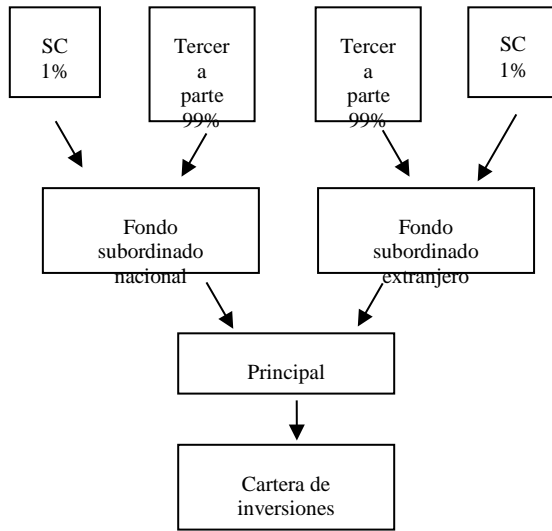 SC
1%
Tercer
a
parte
99%
Tercer
a
parte
99%
SC
1%
Fondo
subordinado
nacional
Fondo
subordinado
extranjero
Principal
Cartera de
inversiones